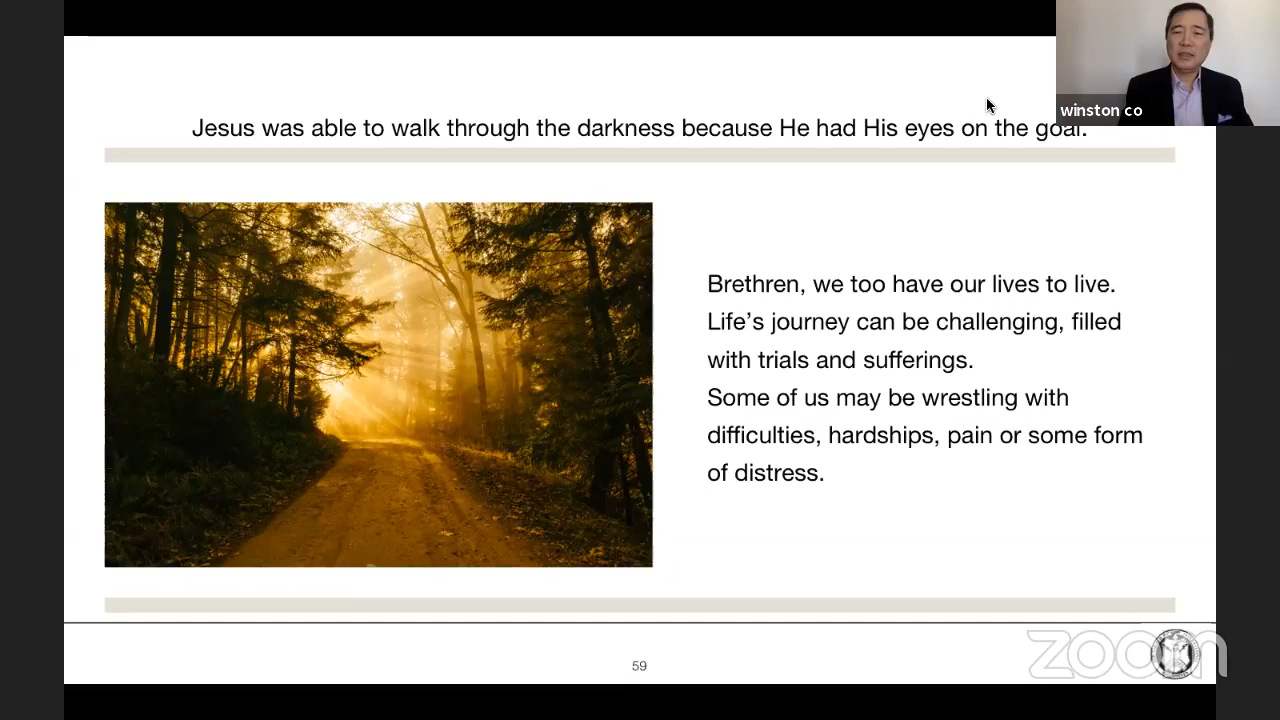 winston co
Jesus was able to walk through the darkness because He had His eyes on the goal.
Brethren, we too have our lives to live.
Life’s journey can be challenging, filled
with trials and sufferings.
Some of us may be wrestling with
difficulties, hardships, pain or some form
of distress.
59
zoom